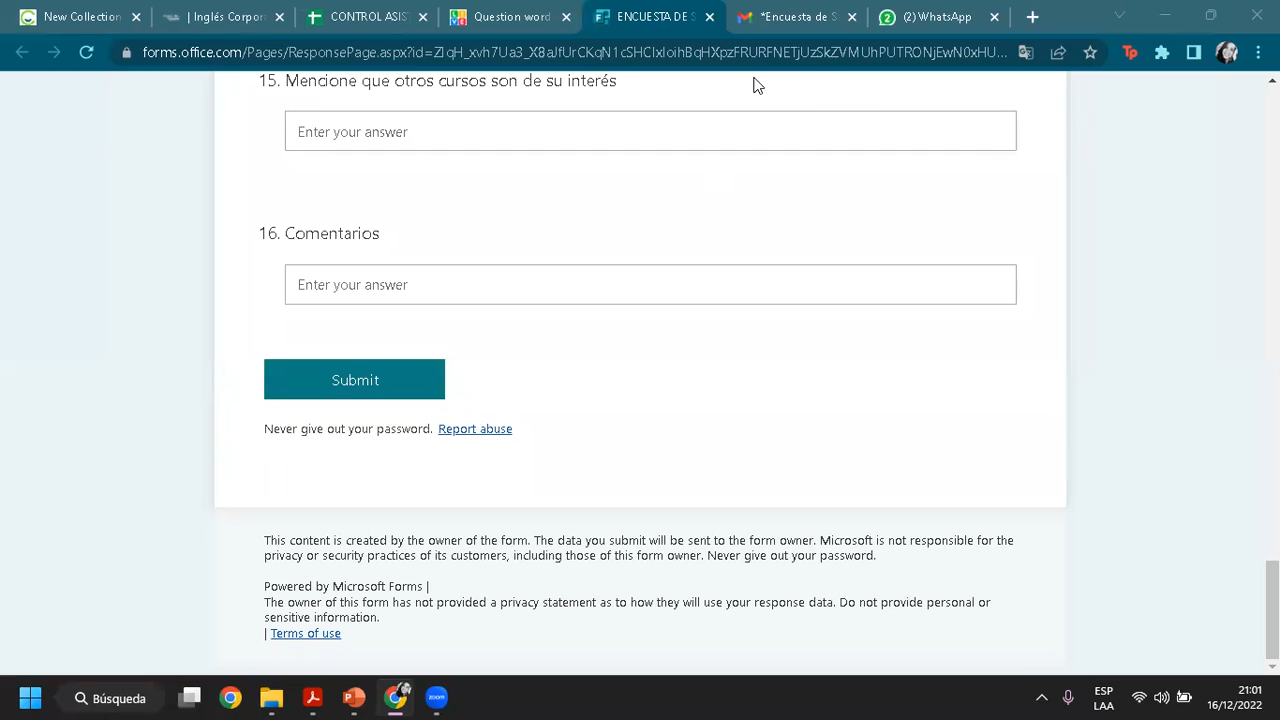 New Collection
| Inglés Corpor
CONTROL ASIS
Question word
ENCUESTA DE S
*Encuesta de S
(2) WhatsApp
15. Mencione que otros cursos son de su interés
Enter your answer
16. Comentarios
Enter your answer
Submit
Never give out your password. Report abuse
This content is created by the owner of the form. The data you submit will be sent to the form owner. Microsoft is not responsible for the
privacy or security practices of its customers, including those of this form owner. Never give out your password.
Powered by Microsoft Forms |
The owner of this form has not provided a privacy statement as to how they will use your response data. Do not provide personal or
sensitive information.
| Terms of use
Búsqueda
zoom
ESP
LAA
21:01
16/12/2022